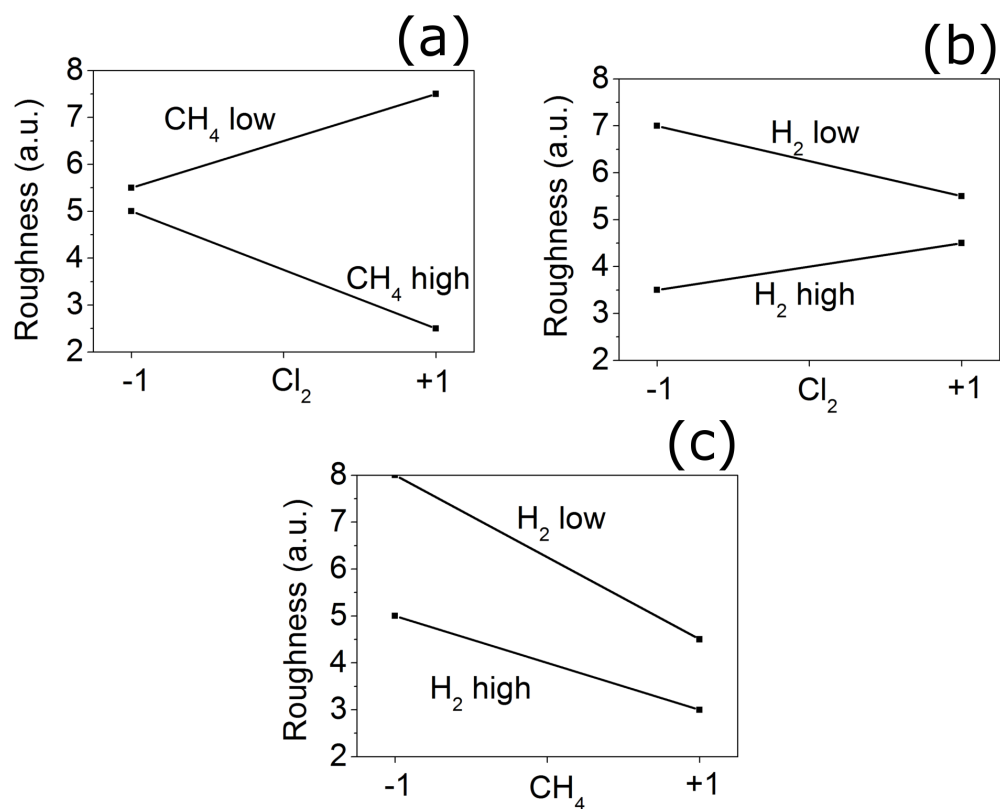 (a)
8
7
6
5
4
3
2
Roughness (a.u.)
CH₄ low
CH₄ high
-1
Cl₂
+1
(b)
8
7
6
5
4
3
2
Roughness (a.u.)
H₂ low
H₂ high
-1
Cl₂
+1
(c)
8
7
6
5
4
3
2
Roughness (a.u.)
H₂ low
H₂ high
-1
CH₄
+1